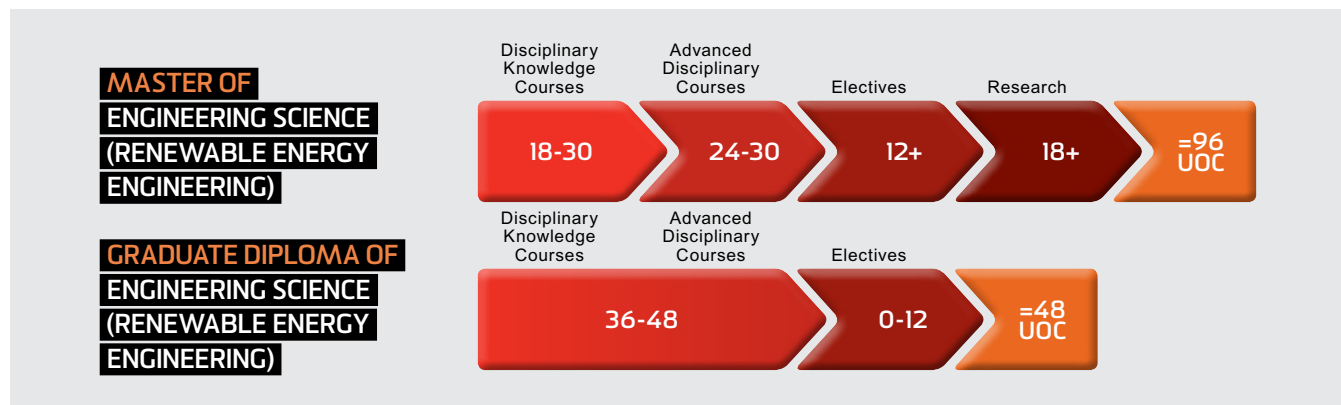 MASTER OF
ENGINEERING SCIENCE
(RENEWABLE ENERGY
ENGINEERING)
Disciplinary
Knowledge
Courses
Advanced
Disciplinary
Courses
Electives
Research
18-30
24-30
12+
18+
=96
UOC
GRADUATE DIPLOMA OF
ENGINEERING SCIENCE
(RENEWABLE ENERGY
ENGINEERING)
Disciplinary
Knowledge
Courses
Advanced
Disciplinary
Courses
Electives
36-48
0-12
=48
UOC